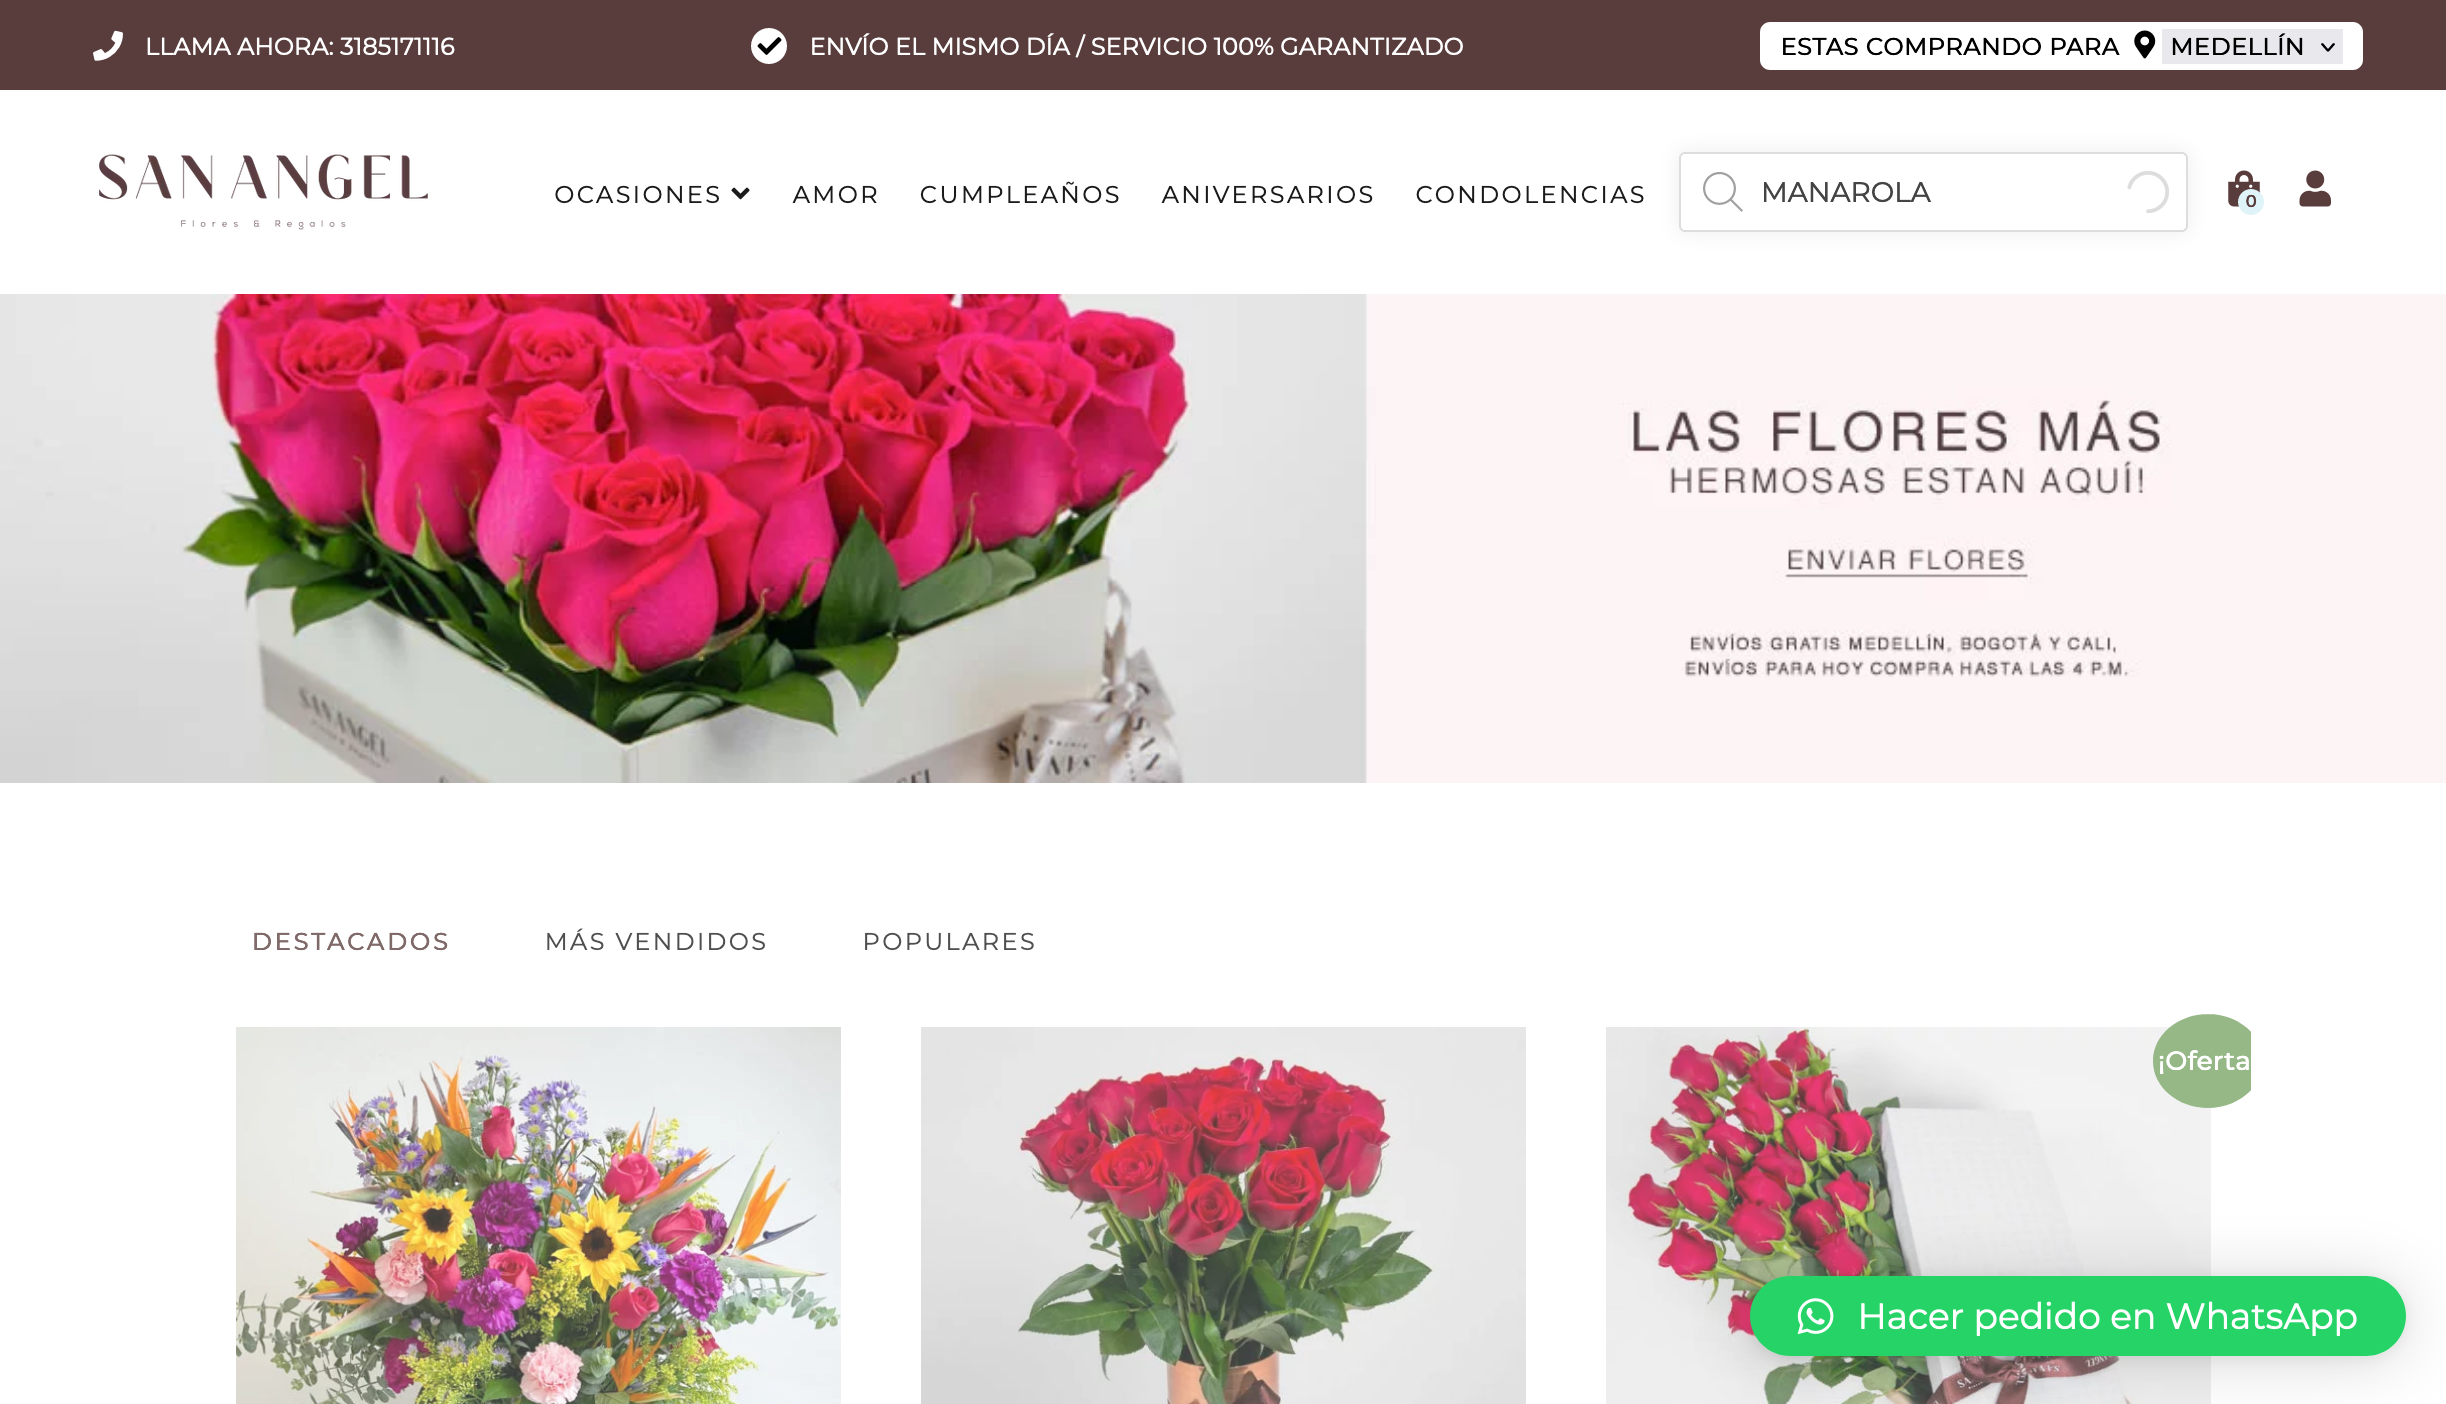 LLAMA AHORA: 3185171116
ENVÍO EL MISMO DÍA / SERVICIO 100% GARANTIZADO
ESTAS COMPRANDO PARA MEDELLÍN
SAN ANGEL
Flores & Regalos
OCASIONES AMOR CUMPLEAÑOS ANIVERSARIOS CONDOLENCIAS
MANAROLA
0
LAS FLORES MÁS
HERMOSAS ESTAN AQUÍ!
ENVIAR FLORES
ENVÍOS GRATIS MEDELLÍN, BOGOTÁ Y CALI,
ENVÍOS PARA HOY COMPRA HASTA LAS 4 P.M.
SAN ANGEL
DESTACADOS MÁS VENDIDOS POPULARES
¡Oferta
Hacer pedido en WhatsApp